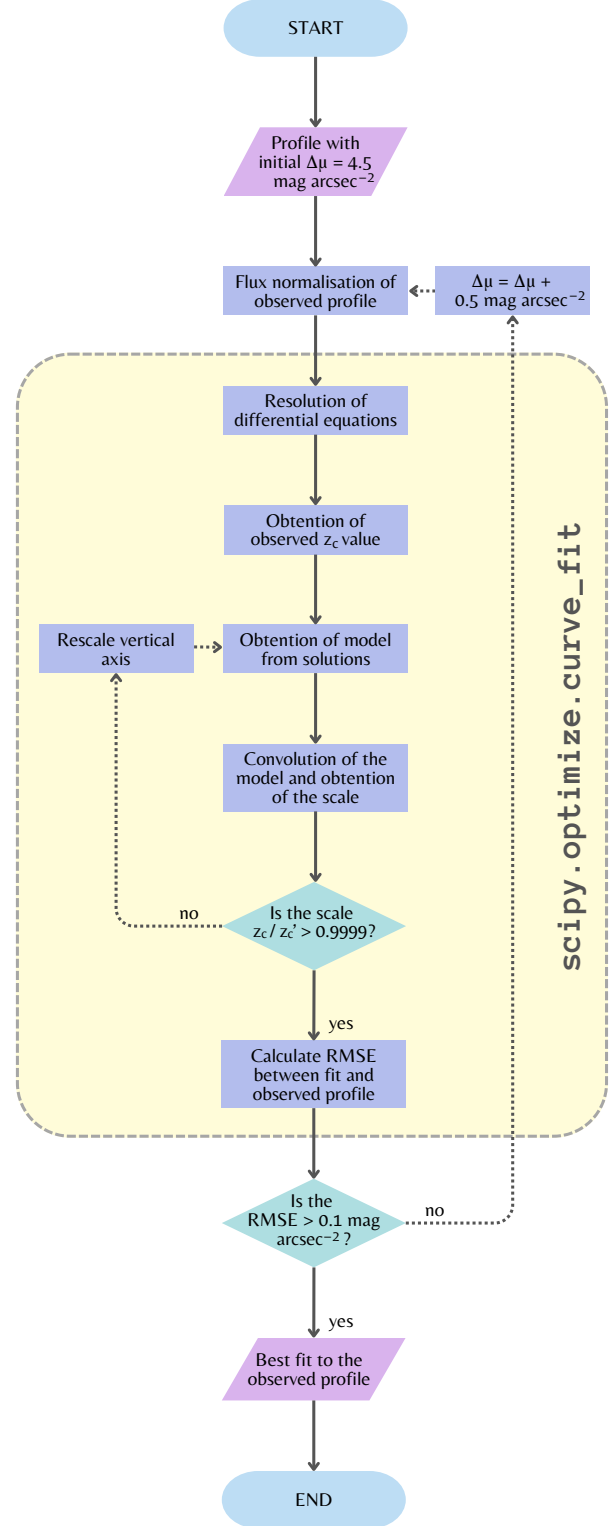 START
Profile with
initial Δμ = 4.5
mag arcsec⁻²
Flux normalisation of
observed profile
Δμ = Δμ +
0.5 mag arcsec⁻²
Resolution of
differential equations
Obtention of
observed z꜀ value
Rescale vertical
axis
Obtention of model
from solutions
Convolution of the
model and obtention
of the scale
Is the scale
z꜀ / z꜀' > 0.9999?
no
yes
Calculate RMSE
between fit and
observed profile
scipy.optimize.curve_fit
Is the
RMSE > 0.1 mag
arcsec⁻² ?
no
yes
Best fit to the
observed profile
END